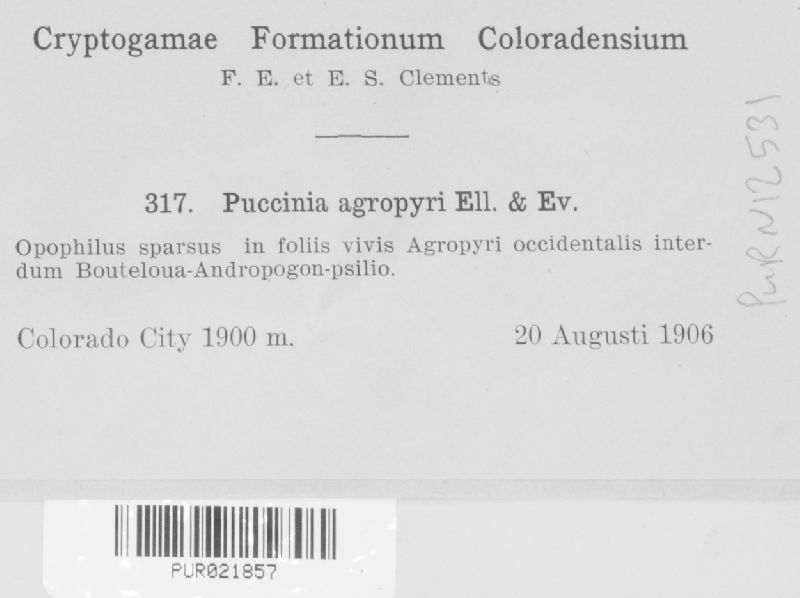 Cryptogamae Formationum Coloradensium
F. E. et E. S. Clements
317. Puccinia agropyri Ell. & Ev.
Opophilus sparsus in foliis vivis Agropyri occidentalis inter-
dum Bouteloua-Andropogon-psilio.
Colorado City 1900 m.
20 Augusti 1906
PUR N12531
PUR021857